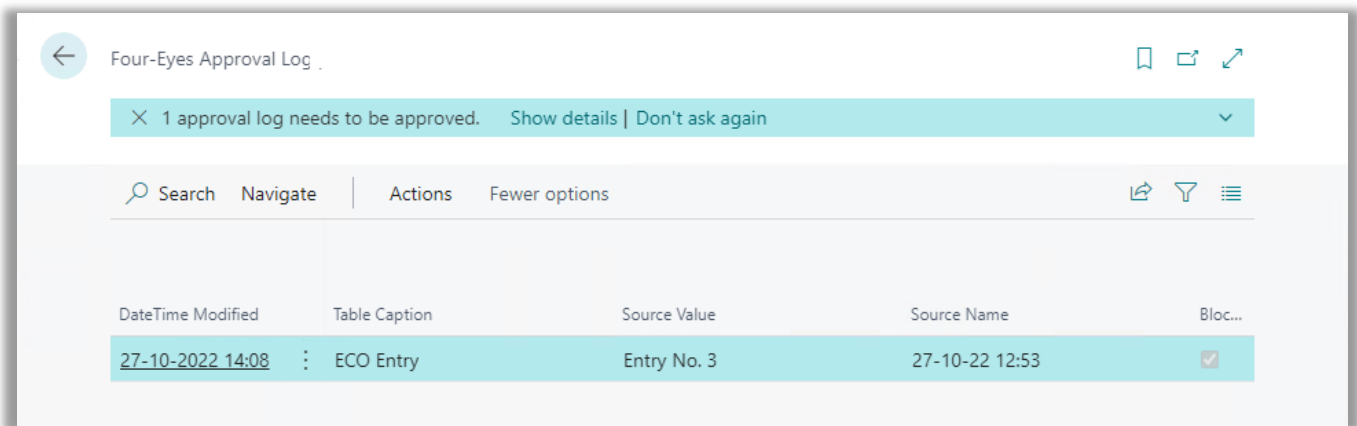 Four-Eyes Approval Log
1 approval log needs to be approved. Show details | Don't ask again
Search Navigate Actions Fewer options
DateTime Modified Table Caption Source Value Source Name Bloc...
27-10-2022 14:08 ECO Entry Entry No. 3 27-10-22 12:53